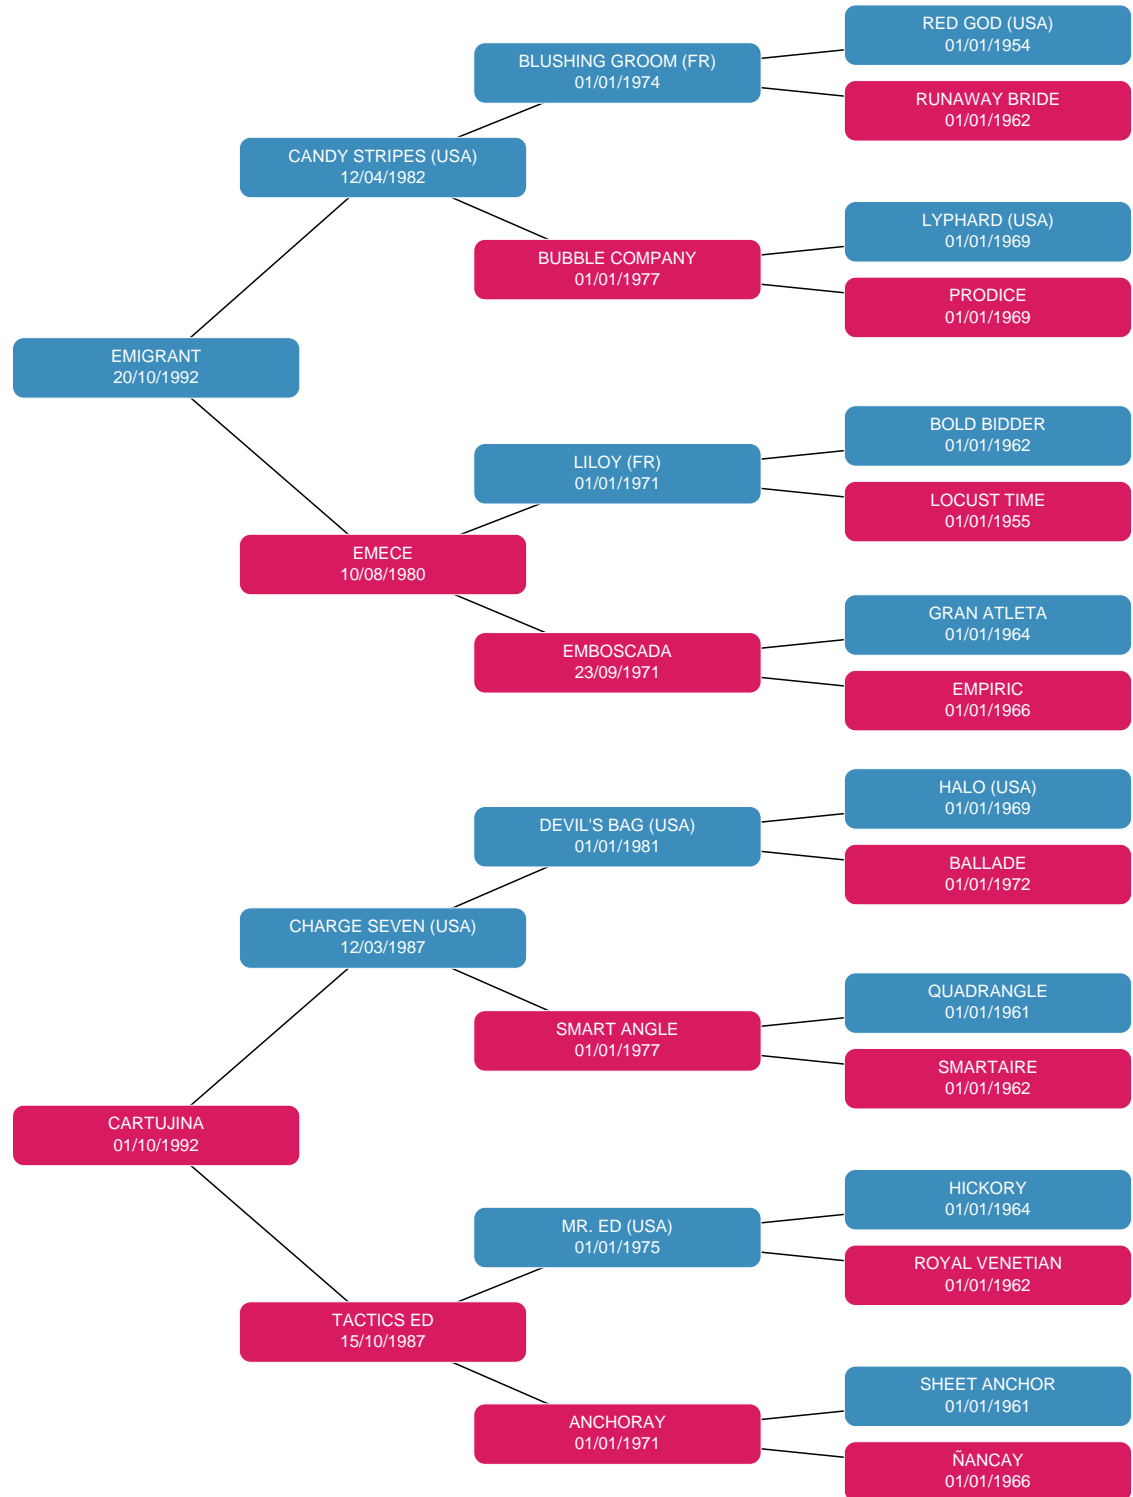 RED GOD (USA)
01/01/1954
BLUSHING GROOM (FR)
01/01/1974
RUNAWAY BRIDE
01/01/1962
CANDY STRIPES (USA)
12/04/1982
LYPHARD (USA)
01/01/1969
BUBBLE COMPANY
01/01/1977
PRODICE
01/01/1969
EMIGRANT
20/10/1992
BOLD BIDDER
01/01/1962
LILOY (FR)
01/01/1971
LOCUST TIME
01/01/1955
EMECE
10/08/1980
GRAN ATLETA
01/01/1964
EMBOSCADA
23/09/1971
EMPIRIC
01/01/1966
HALO (USA)
01/01/1969
DEVIL'S BAG (USA)
01/01/1981
BALLADE
01/01/1972
CHARGE SEVEN (USA)
12/03/1987
QUADRANGLE
01/01/1961
SMART ANGLE
01/01/1977
SMARTAIRE
01/01/1962
CARTUJINA
01/10/1992
HICKORY
01/01/1964
MR. ED (USA)
01/01/1975
ROYAL VENETIAN
01/01/1962
TACTICS ED
15/10/1987
SHEET ANCHOR
01/01/1961
ANCHORAY
01/01/1971
ÑANCAY
01/01/1966